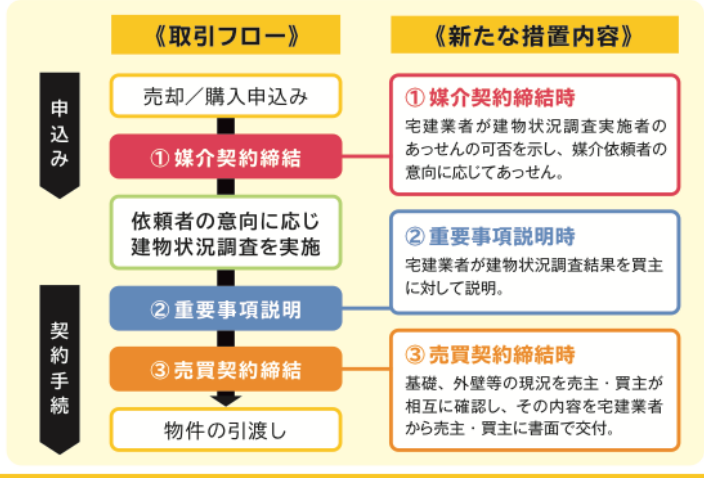 《取引フロー》
《新たな措置内容》
申込み
売却／購入申込み
①媒介契約締結
依頼者の意向に応じ
建物状況調査を実施
契約手続
②重要事項説明
③売買契約締結
物件の引渡し
①媒介契約締結時
宅建業者が建物状況調査実施者の
あっせんの可否を示し、媒介依頼者の
意向に応じてあっせん。
②重要事項説明時
宅建業者が建物状況調査結果を買主
に対して説明。
③売買契約締結時
基礎、外壁等の現況を売主・買主が
相互に確認し、その内容を宅建業者
から売主・買主に書面で交付。